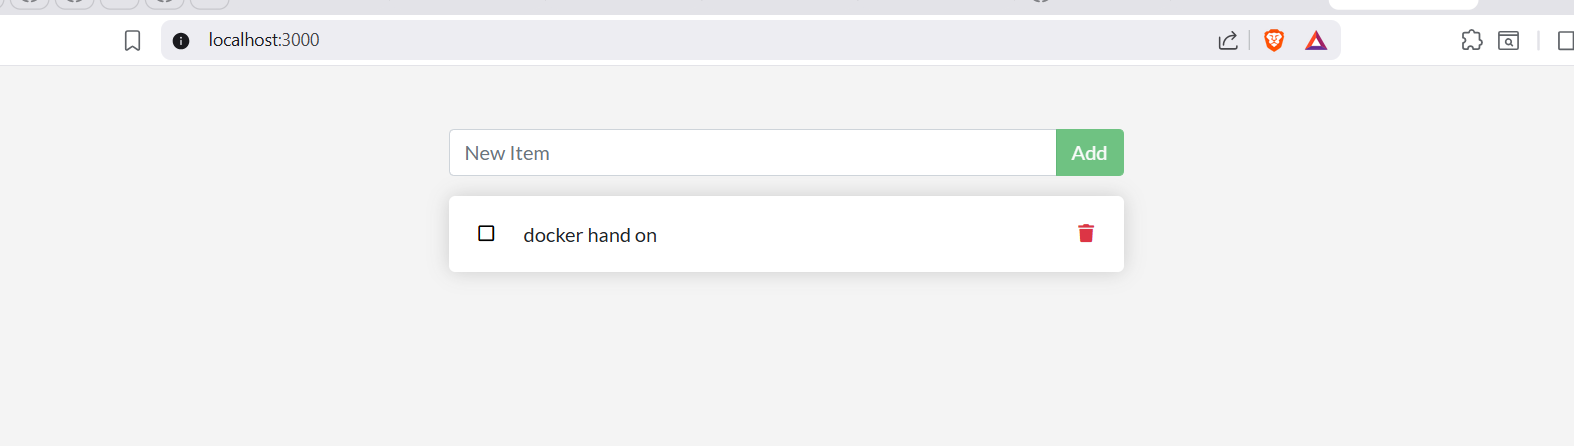 localhost:3000
New Item
Add
docker hand on